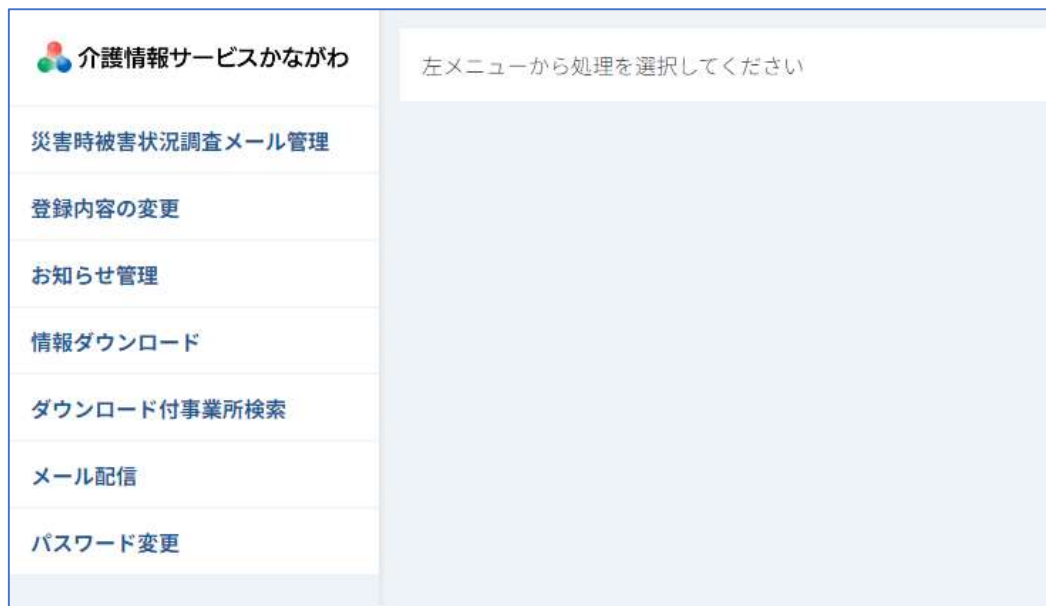 介護情報サービスかながわ
左メニューから処理を選択してください
災害時被害状況調査メール管理
登録内容の変更
お知らせ管理
情報ダウンロード
ダウンロード付事業所検索
メール配信
パスワード変更